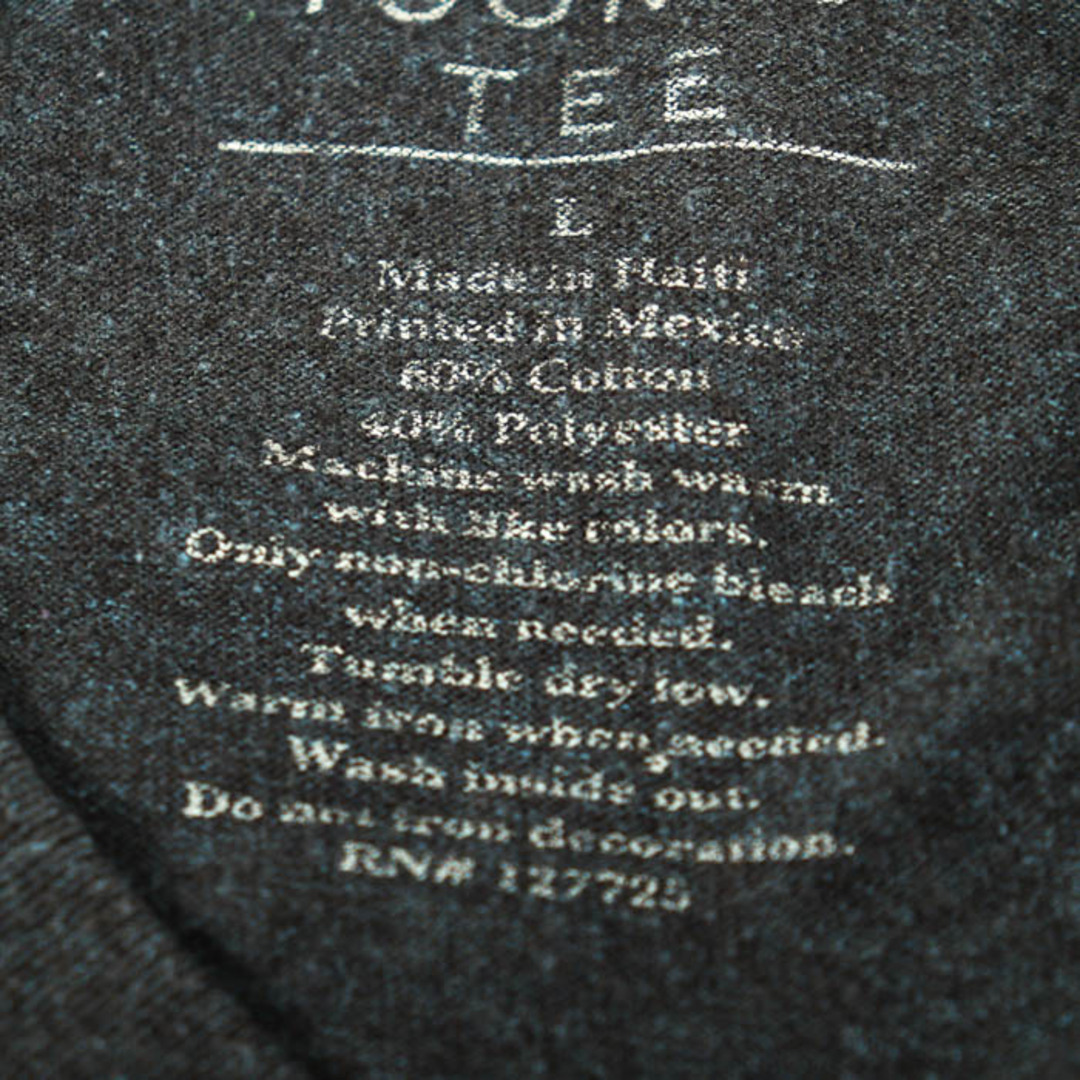 TEE
L
Made in Haiti
Printed in Mexico
60% Cotton
40% Polyester
Machine wash warm
with like colors.
Only non-chlorine bleach
when needed.
Tumble dry low.
Warm iron when needed.
Wash inside out.
Do not iron decoration.
RN# 127725